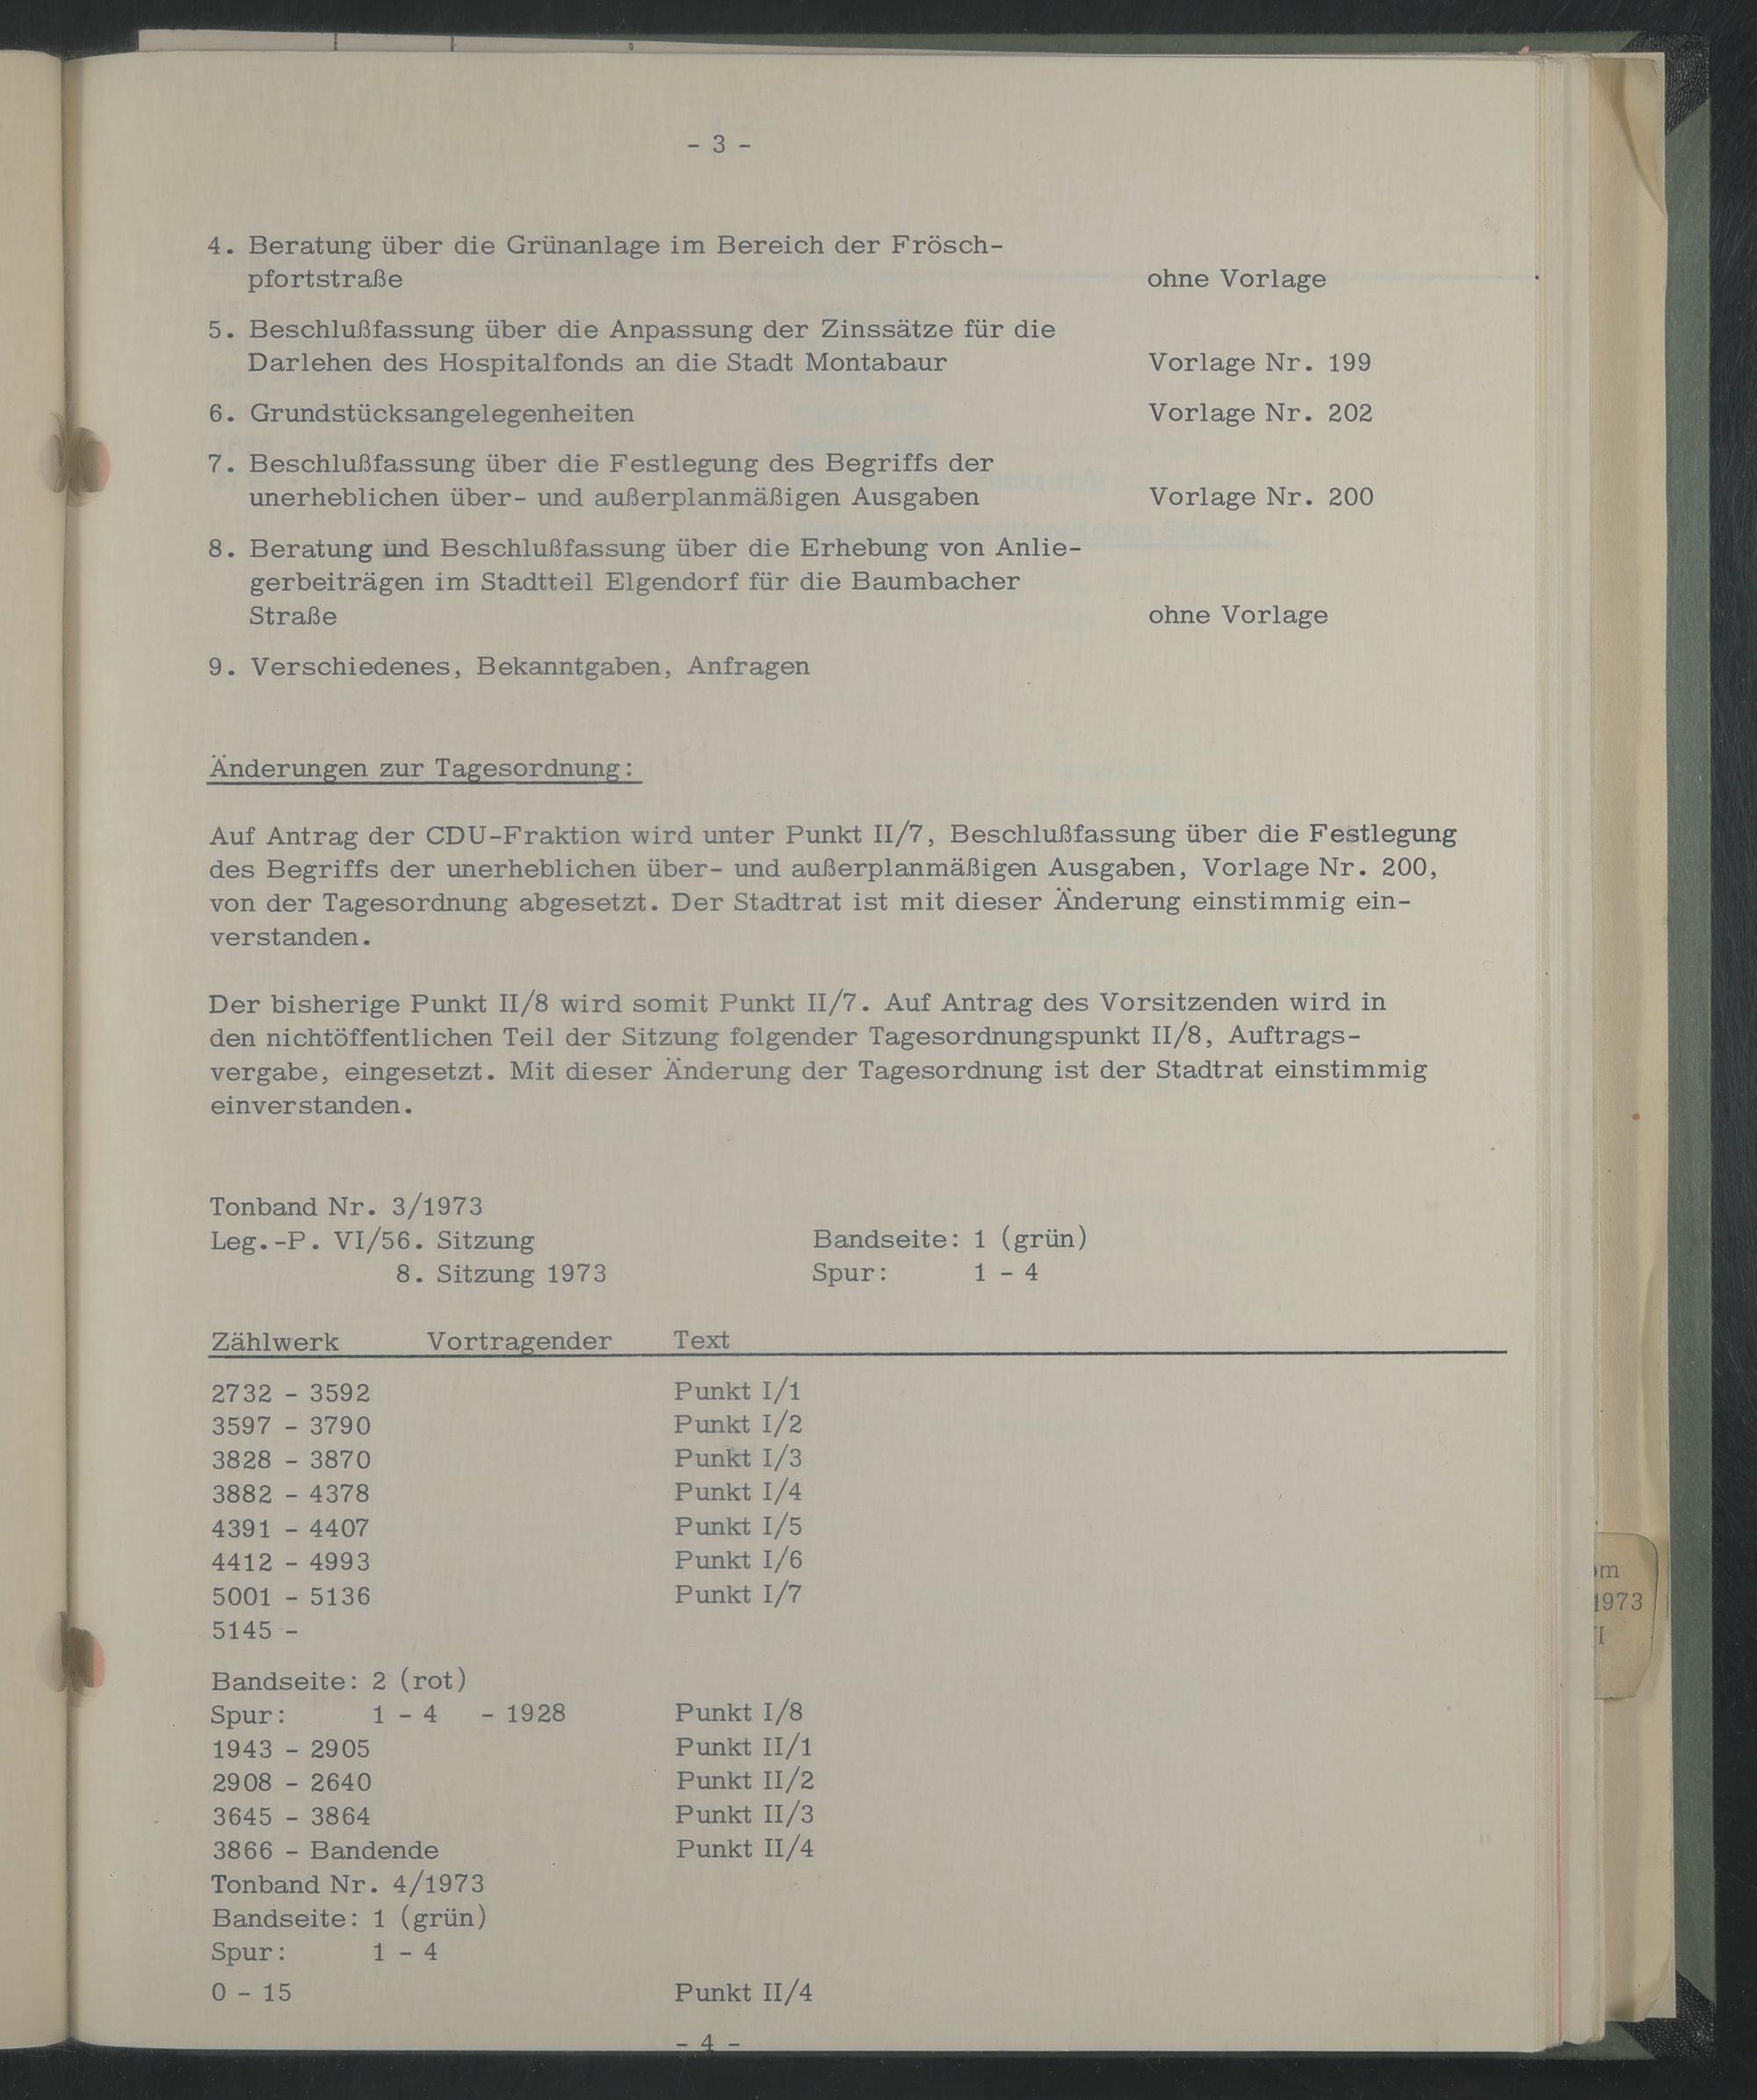 - 3 -
4. Beratung über die Grünanlage im Bereich der Frösch-
pfortstraße ohne Vorlage
5. Beschlußfassung über die Anpassung der Zinssätze für die
Darlehen des Hospitalfonds an die Stadt Montabaur Vorlage Nr. 199
6. Grundstücksangelegenheiten Vorlage Nr. 202
7. Beschlußfassung über die Festlegung des Begriffs der
unerheblichen über- und außerplanmäßigen Ausgaben Vorlage Nr. 200
8. Beratung und Beschlußfassung über die Erhebung von Anlie-
gerbeiträgen im Stadtteil Elgendorf für die Baumbacher
Straße ohne Vorlage
9. Verschiedenes, Bekanntgaben, Anfragen
Änderungen zur Tagesordnung:
Auf Antrag der CDU-Fraktion wird unter Punkt II/7, Beschlußfassung über die Festlegung
des Begriffs der unerheblichen über- und außerplanmäßigen Ausgaben, Vorlage Nr. 200,
von der Tagesordnung abgesetzt. Der Stadtrat ist mit dieser Änderung einstimmig ein-
verstanden.
Der bisherige Punkt II/8 wird somit Punkt II/7. Auf Antrag des Vorsitzenden wird in
den nichtöffentlichen Teil der Sitzung folgender Tagesordnungspunkt II/8, Auftrags-
vergabe, eingesetzt. Mit dieser Änderung der Tagesordnung ist der Stadtrat einstimmig
einverstanden.
Tonband Nr. 3/1973
Leg.-P. VI/56. Sitzung Bandseite: 1 (grün)
8. Sitzung 1973 Spur: 1 - 4
Zählwerk Vortragender Text
2732 - 3592 Punkt I/1
3597 - 3790 Punkt I/2
3828 - 3870 Punkt I/3
3882 - 4378 Punkt I/4
4391 - 4407 Punkt I/5
4412 - 4993 Punkt I/6
5001 - 5136 Punkt I/7
5145 -
Bandseite: 2 (rot)
Spur: 1 - 4 - 1928 Punkt I/8
1943 - 2905 Punkt II/1
2908 - 2640 Punkt II/2
3645 - 3864 Punkt II/3
3866 - Bandende Punkt II/4
Tonband Nr. 4/1973
Bandseite: 1 (grün)
Spur: 1 - 4
0 - 15 Punkt II/4
- 4 -
1973